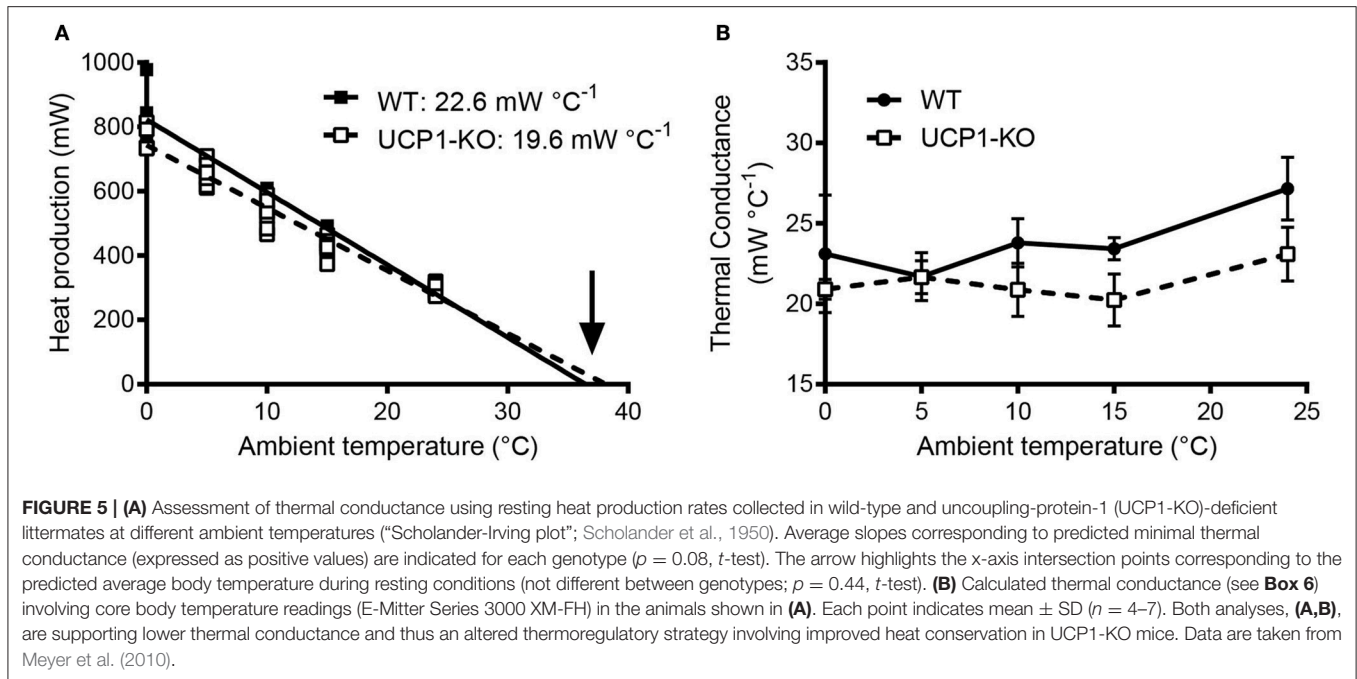 A
1000
800
600
400
200
0
Heat production (mW)
WT: 22.6 mW °C-1
UCP1-KO: 19.6 mW °C-1
0 10 20 30 40
Ambient temperature (°C)
B
35
30
25
20
15
Thermal Conductance
(mW °C-1)
WT
UCP1-KO
0 5 10 15 20 25
Ambient temperature (°C)
FIGURE 5 | (A) Assessment of thermal conductance using resting heat production rates collected in wild-type and uncoupling-protein-1 (UCP1-KO)-deficient
littermates at different ambient temperatures (“Scholander-Irving plot”; Scholander et al., 1950). Average slopes corresponding to predicted minimal thermal
conductance (expressed as positive values) are indicated for each genotype (p = 0.08, t-test). The arrow highlights the x-axis intersection points corresponding to the
predicted average body temperature during resting conditions (not different between genotypes; p = 0.44, t-test). (B) Calculated thermal conductance (see Box 6)
involving core body temperature readings (E-Mitter Series 3000 XM-FH) in the animals shown in (A). Each point indicates mean ± SD (n = 4–7). Both analyses, (A,B),
are supporting lower thermal conductance and thus an altered thermoregulatory strategy involving improved heat conservation in UCP1-KO mice. Data are taken from
Meyer et al. (2010).